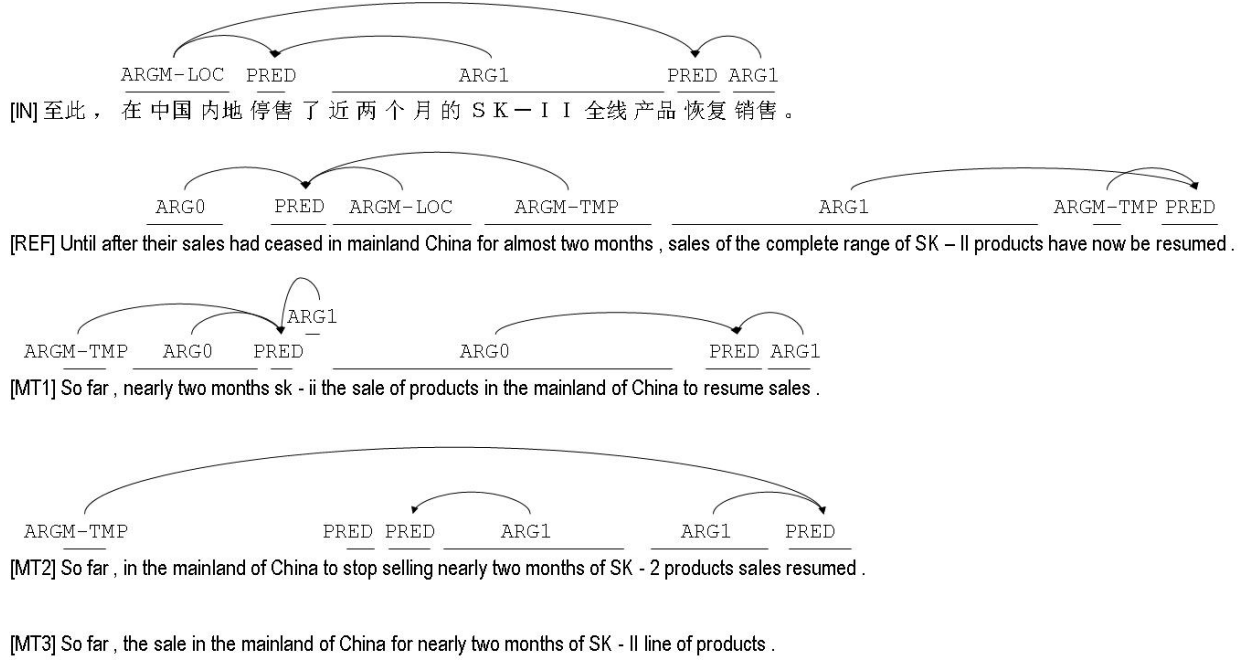 ARGM-LOC PRED ARG1 PRED ARG1
[IN] 至此 ， 在 中国 内地 停售 了 近 两 个 月 的 ＳＫ－ＩＩ 全线 产品 恢复 销售 。
ARG0 PRED ARGM-LOC ARGM-TMP ARG1 ARGM-TMP PRED
[REF] Until after their sales had ceased in mainland China for almost two months , sales of the complete range of SK – II products have now be resumed .
ARG1
ARGM-TMP ARG0 PRED ARG0 PRED ARG1
[MT1] So far , nearly two months sk - ii the sale of products in the mainland of China to resume sales .
ARGM-TMP PRED PRED ARG1 ARG1 PRED
[MT2] So far , in the mainland of China to stop selling nearly two months of SK - 2 products sales resumed .
[MT3] So far , the sale in the mainland of China for nearly two months of SK - II line of products .